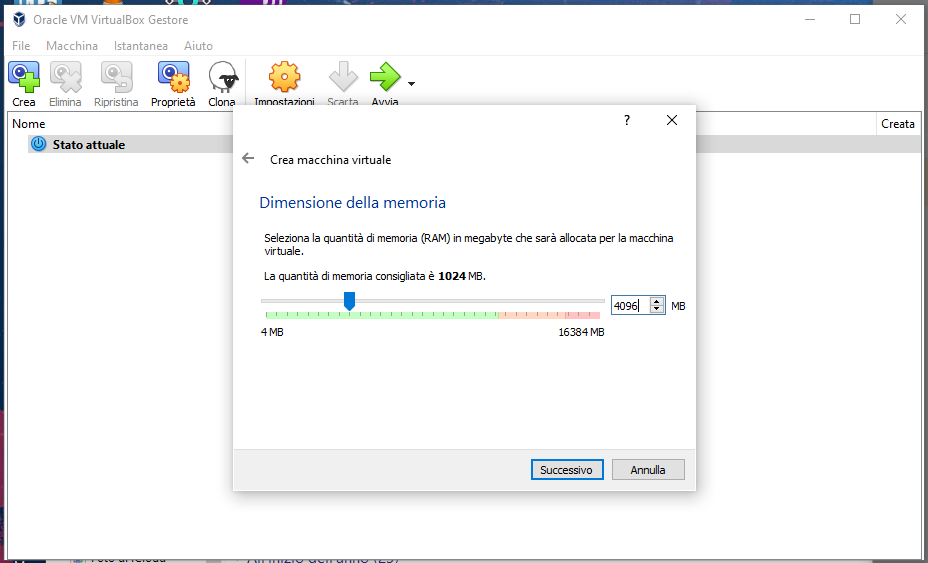 Oracle VM VirtualBox Gestore
File Macchina Istantanea Aiuto
Crea Elimina Ripristina Proprietà Clona Impostazioni Scarta Avvia
Nome
Creata
Stato attuale
?
Crea macchina virtuale
Dimensione della memoria
Seleziona la quantità di memoria (RAM) in megabyte che sarà allocata per la macchina
virtuale.
La quantità di memoria consigliata è 1024 MB.
4096 MB
4 MB 16384 MB
Successivo Annulla